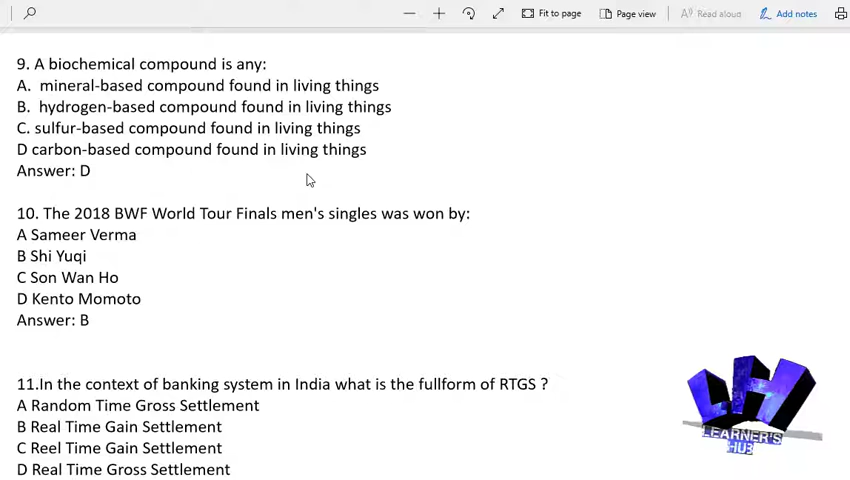 Fit to page
Page view
Read aloud
Add notes
9. A biochemical compound is any:
A. mineral-based compound found in living things
B. hydrogen-based compound found in living things
C. sulfur-based compound found in living things
D carbon-based compound found in living things
Answer: D
10. The 2018 BWF World Tour Finals men's singles was won by:
A Sameer Verma
B Shi Yuqi
C Son Wan Ho
D Kento Momoto
Answer: B
11.In the context of banking system in India what is the fullform of RTGS ?
A Random Time Gross Settlement
B Real Time Gain Settlement
C Reel Time Gain Settlement
D Real Time Gross Settlement
LH
LEARNER'S
HUB